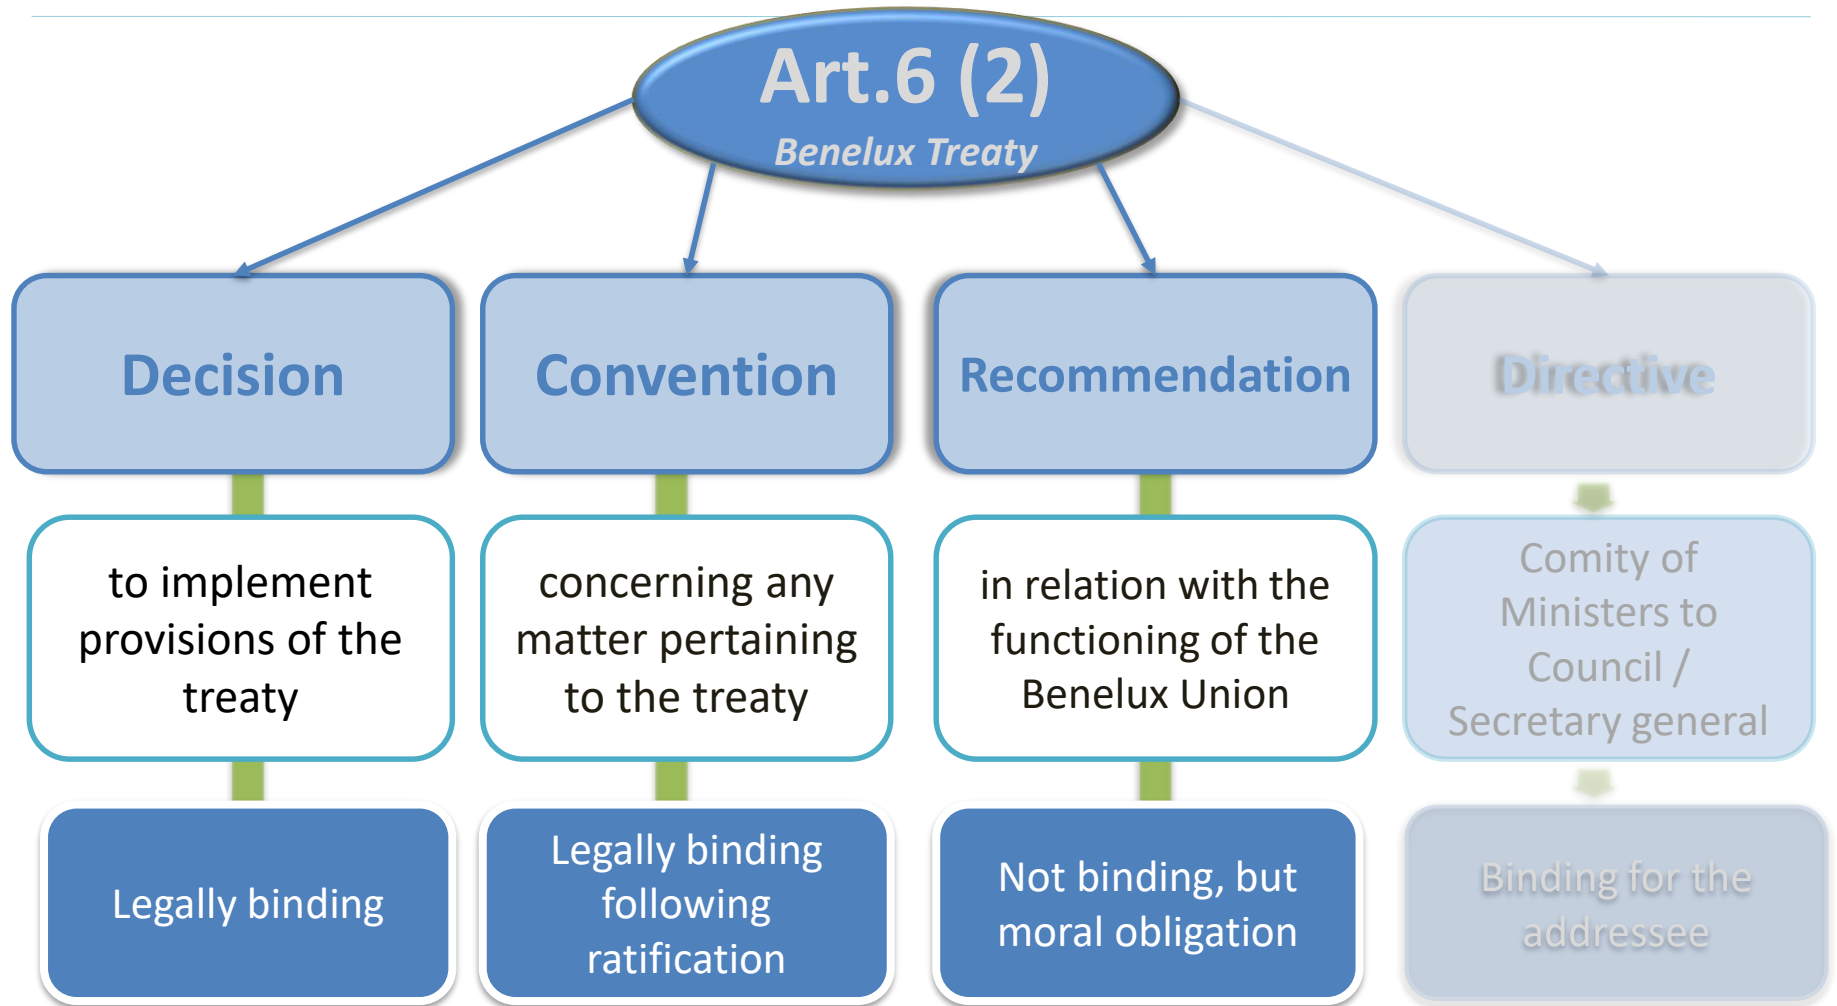 Art.6 (2)
Benelux Treaty
Decision
Convention
Recommendation
Directive
to implement
provisions of the
treaty
concerning any
matter pertaining
to the treaty
in relation with the
functioning of the
Benelux Union
Comity of
Ministers to
Council /
Secretary general
Legally binding
Legally binding
following
ratification
Not binding, but
moral obligation
Binding for the
addressee